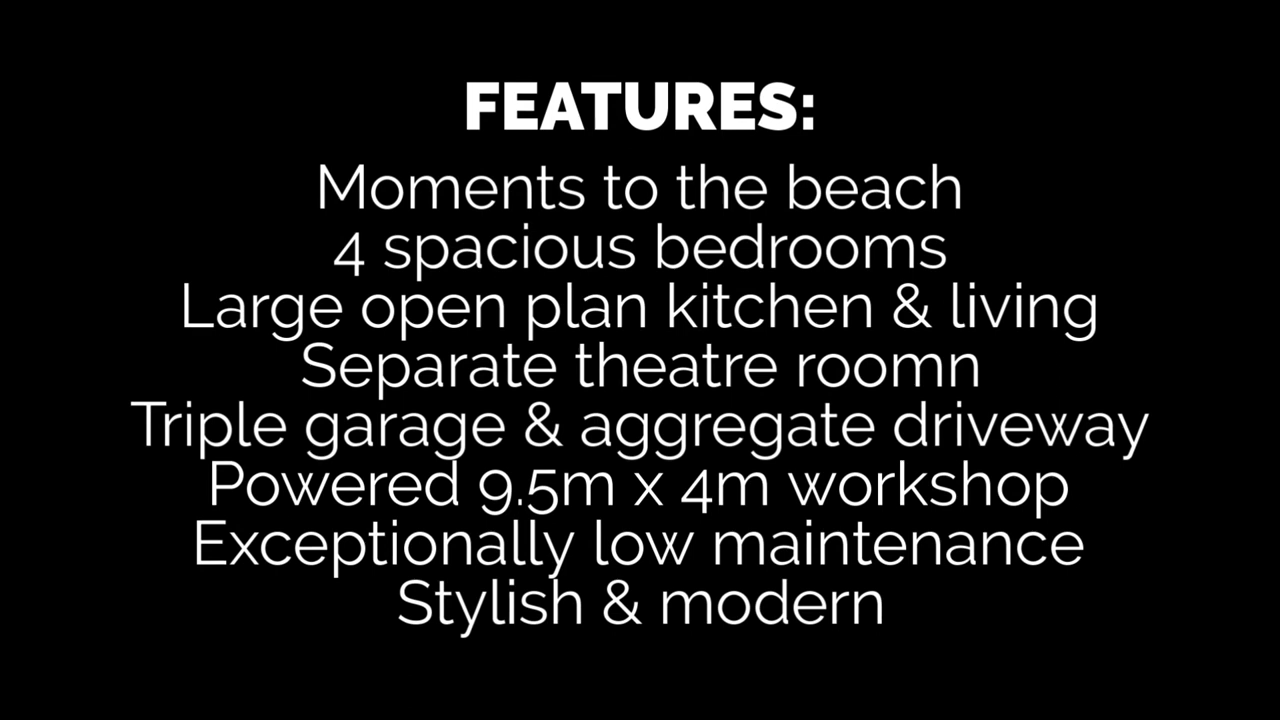 FEATURES:
Moments to the beach
4 spacious bedrooms
Large open plan kitchen & living
Separate theatre roomn
Triple garage & aggregate driveway
Powered 9.5m x 4m workshop
Exceptionally low maintenance
Stylish & modern